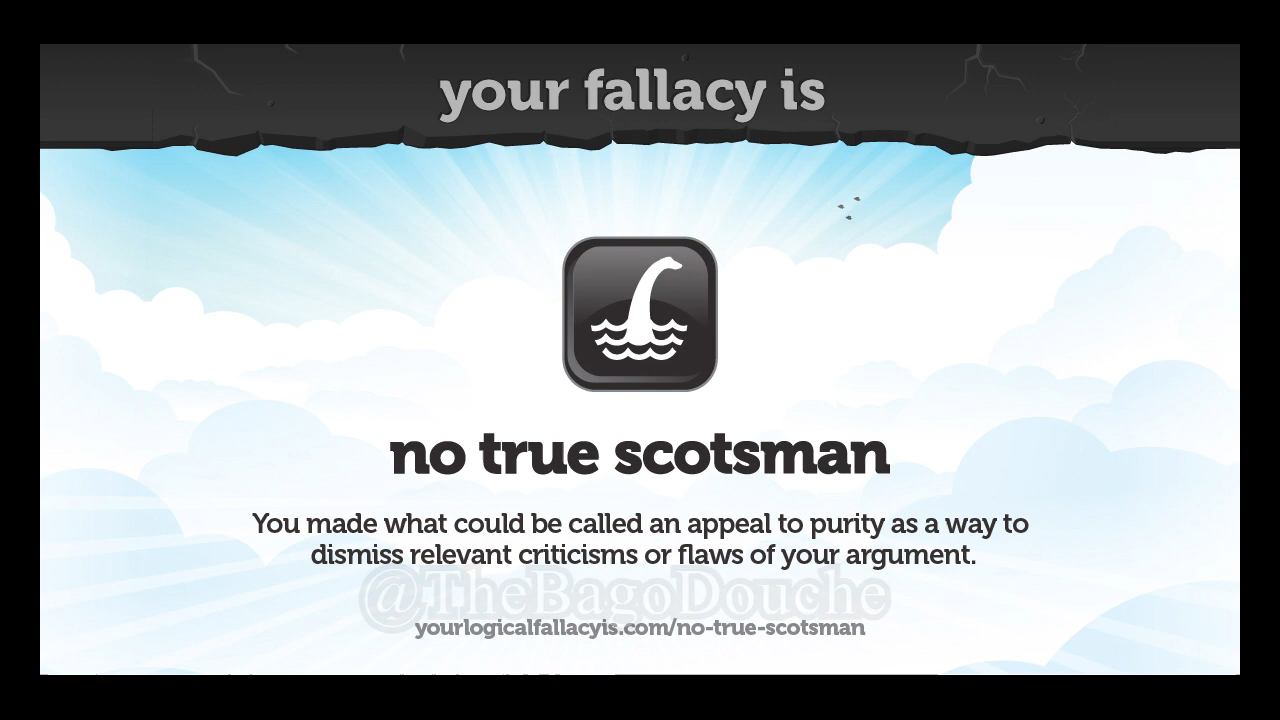 your fallacy is
no true scotsman
You made what could be called an appeal to purity as a way to
dismiss relevant criticisms or flaws of your argument.
@TheBagoDouche
yourlogicalfallacyis.com/no-true-scotsman